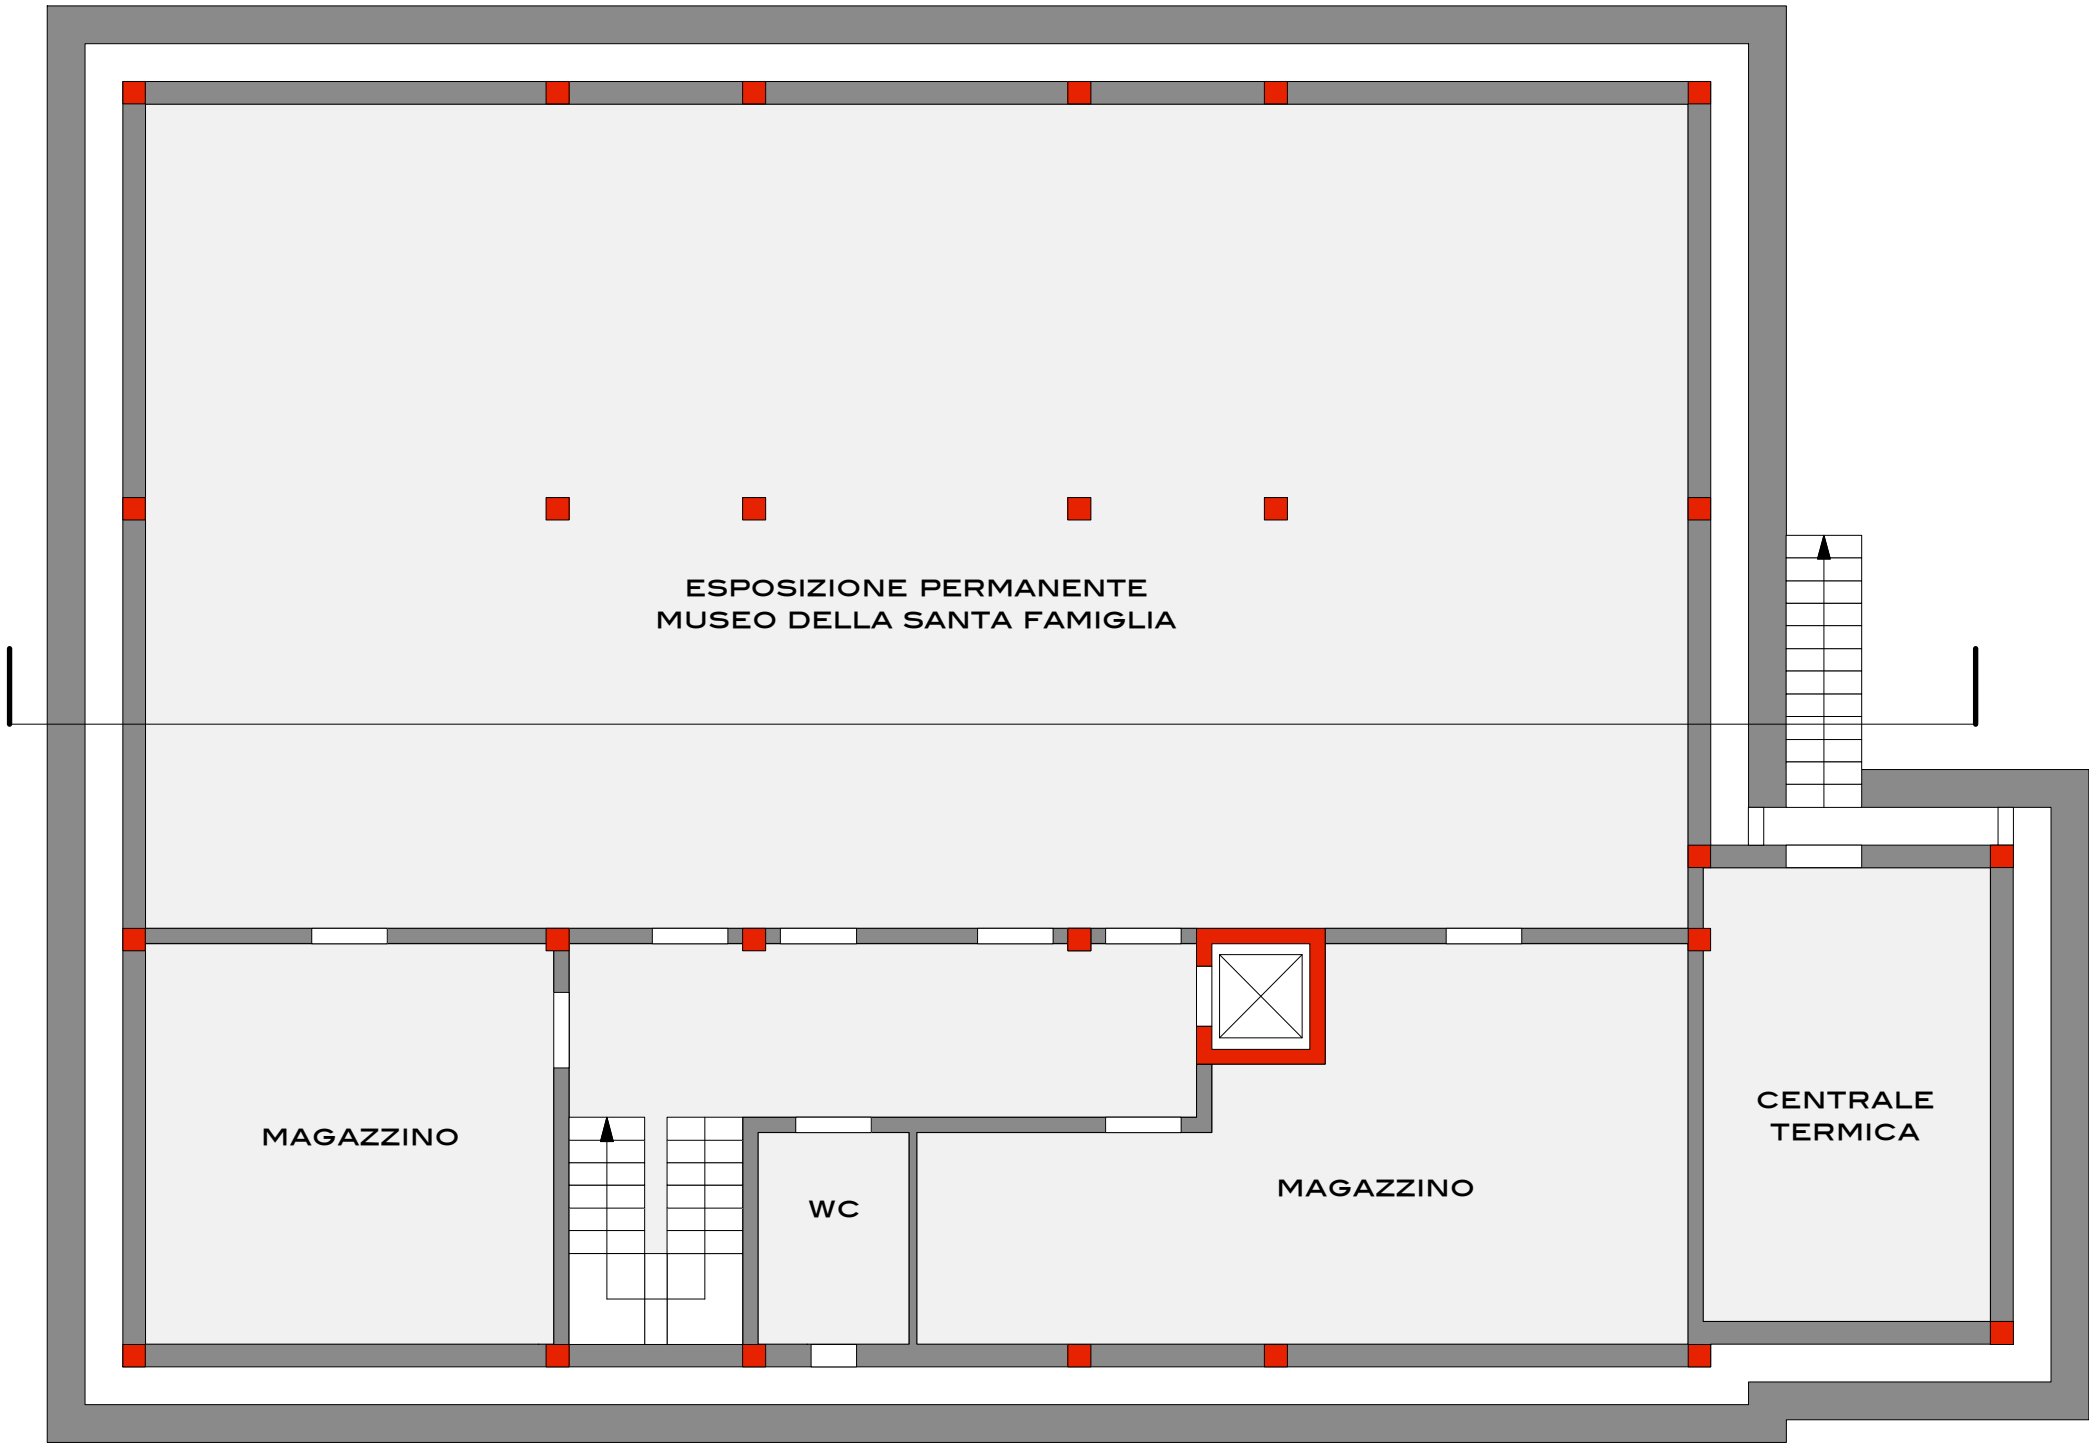 ESPOSIZIONE PERMANENTE
MUSEO DELLA SANTA FAMIGLIA
MAGAZZINO
WC
MAGAZZINO
CENTRALE
TERMICA